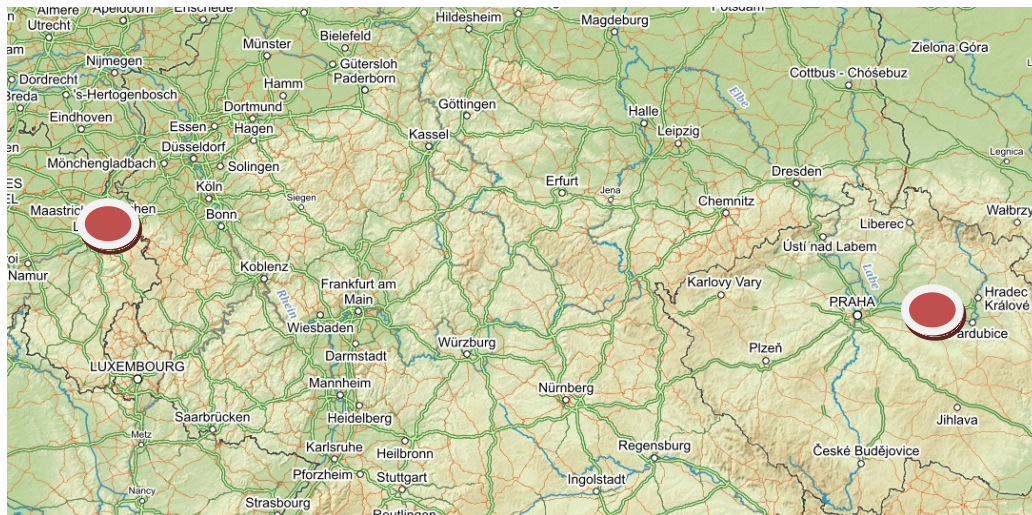 Almere
Apeldoorn
Enschede
Potsdam
Utrecht
Hildesheim
Magdeburg
Bielefeld
Münster
Zielona Góra
Nijmegen
Gütersloh
Paderborn
Dordrecht
Cottbus - Chóśebuz
Hamm
's-Hertogenbosch
Breda
Elbe
Göttingen
Dortmund
Halle
Eindhoven
Essen
Hagen
Leipzig
Kassel
Düsseldorf
Legnica
Mönchengladbach
Solingen
Dresden
Köln
Erfurt
Jena
Siegen
Chemnitz
Bonn
Liberec
Ústí nad Labem
Koblenz
Namur
Labe
Karlovy Vary
Frankfurt am
Main
Rhein
Hradec
Králové
PRAHA
Wiesbaden
Würzburg
Plzeň
Darmstadt
LUXEMBOURG
Mannheim
Nürnberg
Saarbrücken
Heidelberg
Jihlava
Metz
Karlsruhe
Heilbronn
Regensburg
České Budějovice
Pforzheim
Stuttgart
Ingolstadt
Nancy
Strasbourg
Reutlingen